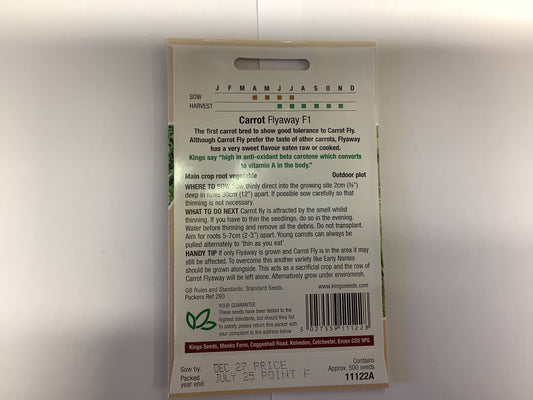 J F M A M J J A S O N D
SOW
HARVEST
Carrot Flyaway F1
The first carrot bred to show good tolerance to Carrot Fly.
Although Carrot Fly prefer the taste of other carrots, Flyaway
has a very sweet flavour eaten raw or cooked.
Kings say "high in anti-oxidant beta carotene which converts
to vitamin A in the body."
Main crop root vegetable Outdoor plot
WHERE TO SOW Sow thinly direct into the growing site 2cm (¾")
deep in rows 30cm (12") apart. If possible sow carefully so that
thinning is not necessary.
WHAT TO DO NEXT Carrot fly is attracted by the smell whilst
thinning. If you have to thin the seedlings, do so in the evening.
Water before thinning and remove all the debris. Do not transplant.
Aim for roots 5-7cm (2-3") apart. Young carrots can always be
pulled alternately to 'thin as you eat'.
HANDY TIP If only Flyaway is grown and Carrot Fly is in the area it may
still be affected. To overcome this another variety like Early Nantes
should be grown alongside. This acts as a sacrificial crop and the row of
Carrot Flyaway will be left alone. Alternatively grow under environmesh.
GB Rules and Standards, Standard Seeds.
Packers Ref 293
www.kingsseeds.com
YOUR GUARANTEE
These seeds have been tested to the
highest standards, but should they fail
to satisfy please return this packet with
your complaint to the address below.
5 027559 111228
Kings Seeds, Monks Farm, Coggeshall Road, Kelvedon, Colchester, Essex CO5 9PG
Sow by: DEC 27 PRICE
Packed
year end: JULY 25 POINT F
Contains
Approx. 500 seeds
11122A